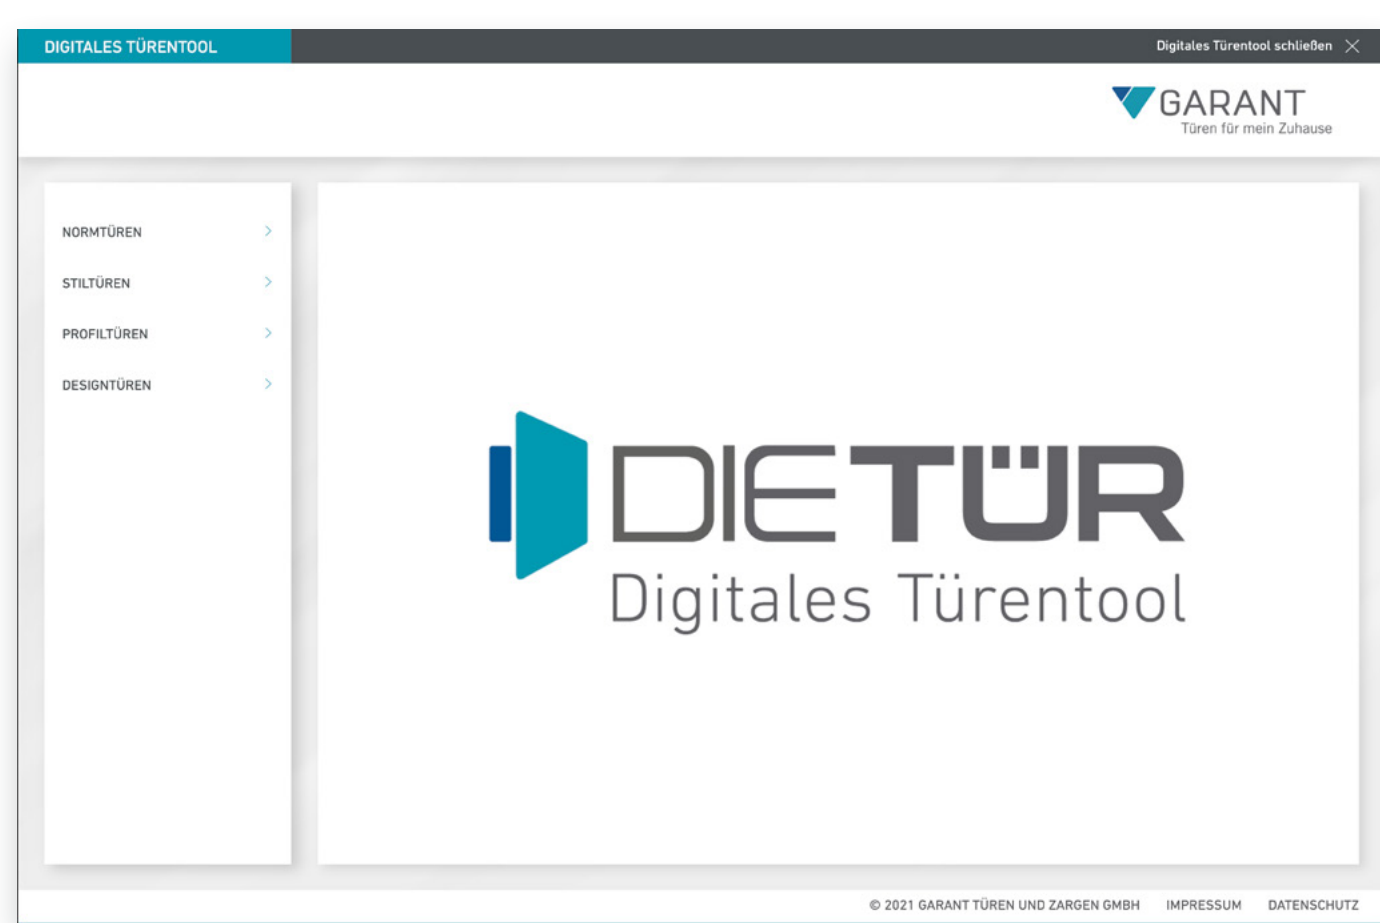 DIGITALES TÜRENTOOL
Digitales Türentool schließen
GARANT
Türen für mein Zuhause
NORMTÜREN
STILTÜREN
PROFILTÜREN
DESIGNTÜREN
DIETÜR
Digitales Türentool
© 2021 GARANT TÜREN UND ZARGEN GMBH IMPRESSUM DATENSCHUTZ